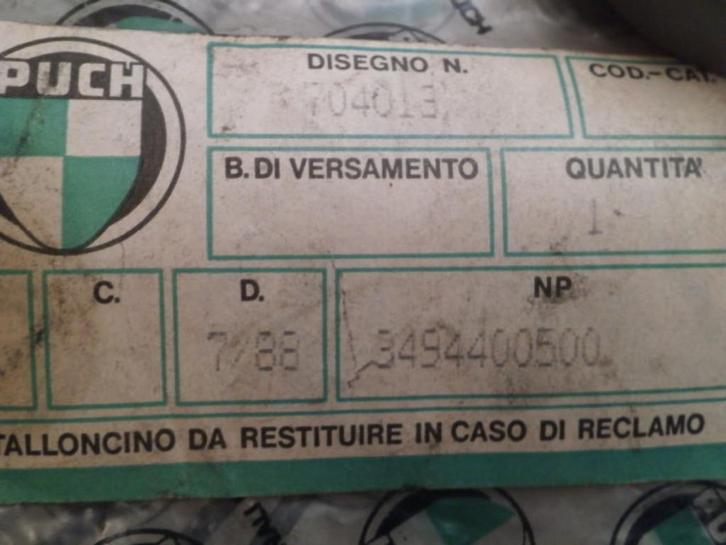 PUCH
DISEGNO N.
704013
COD.-CAT.
B. DI VERSAMENTO
QUANTITA'
1
C.
D.
7/88
NP
3494400500
TALLONCINO DA RESTITUIRE IN CASO DI RECLAMO
PUCH